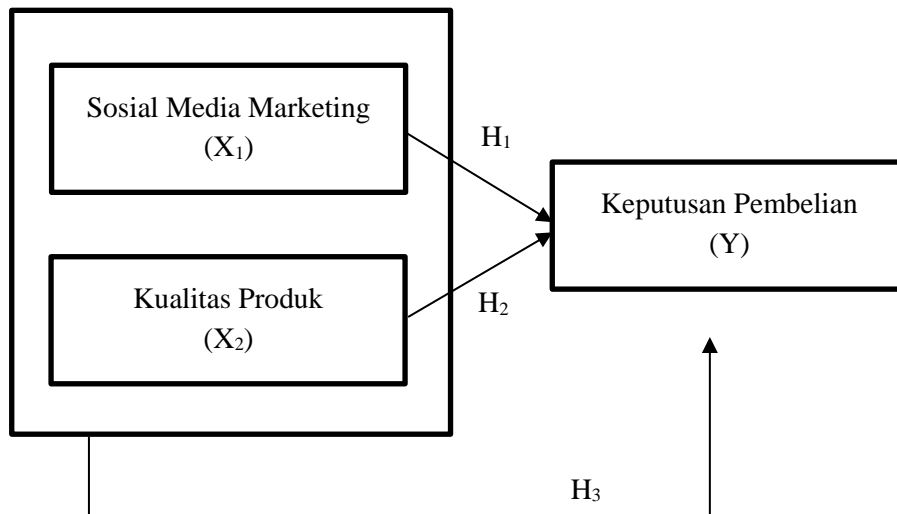 Sosial Media Marketing
(X₁)
H₁
Keputusan Pembelian
(Y)
Kualitas Produk
(X₂)
H₂
H₃